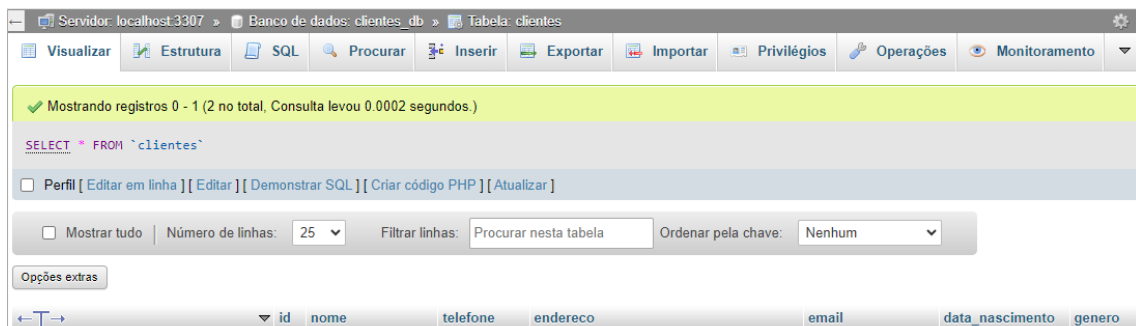 Servidor: localhost:3307 » Banco de dados: clientes_db » Tabela: clientes
Visualizar Estrutura SQL Procurar Inserir Exportar Importar Privilégios Operações Monitoramento
Mostrando registros 0 - 1 (2 no total, Consulta levou 0.0002 segundos.)
SELECT * FROM `clientes`
Perfil [ Editar em linha ] [ Editar ] [ Demonstrar SQL ] [ Criar código PHP ] [ Atualizar ]
Mostrar tudo | Número de linhas: 25 Filtrar linhas: Procurar nesta tabela Ordenar pela chave: Nenhum
Opções extras
←T→ id nome telefone endereco email data_nascimento genero